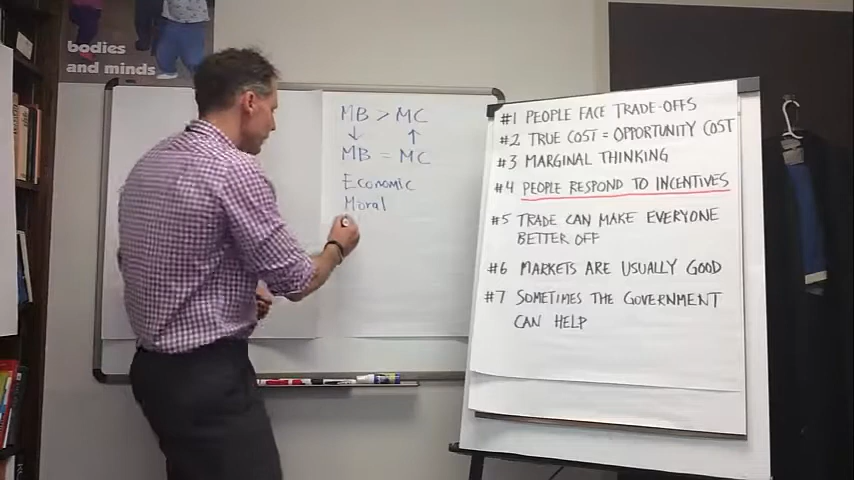 bodies
and minds
MB > MC
↓ ↑
MB = MC
Economic
Moral
#1 PEOPLE FACE TRADE-OFFS
#2 TRUE COST = OPPORTUNITY COST
#3 MARGINAL THINKING
#4 PEOPLE RESPOND TO INCENTIVES
#5 TRADE CAN MAKE EVERYONE
BETTER OFF
#6 MARKETS ARE USUALLY GOOD
#7 SOMETIMES THE GOVERNMENT
CAN HELP